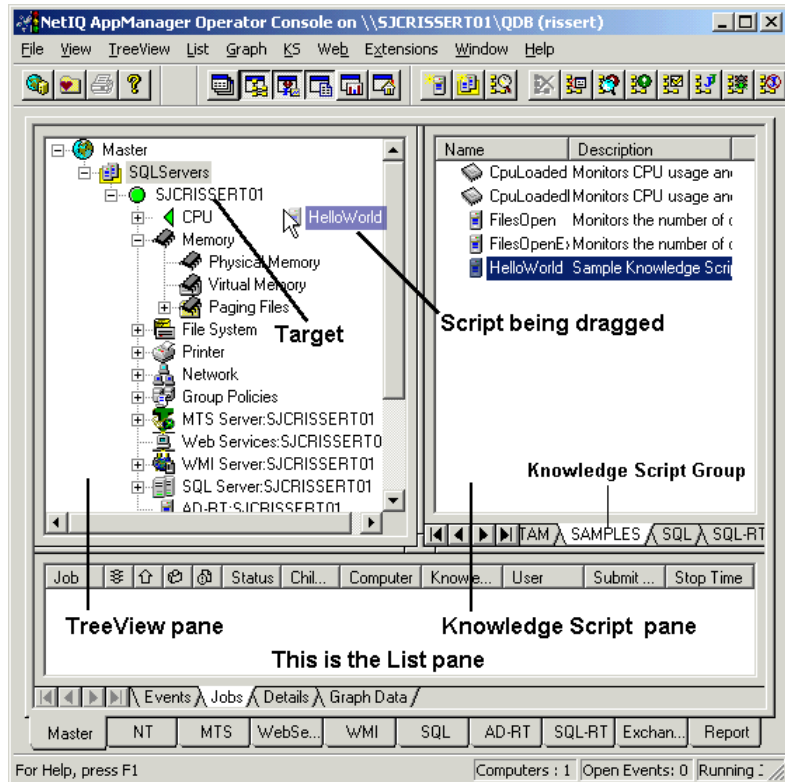 NetIQ AppManager Operator Console on \\SJCRISSERT01\QDB (rissert)
File View TreeView List Graph KS Web Extensions Window Help
Master
SQLServers
SJCRISSERT01
CPU
HelloWorld
Memory
Physical Memory
Virtual Memory
Paging Files
File System
Printer
Network
Group Policies
MTS Server:SJCRISSERT01
Web Services:SJCRISSERT0
WMI Server:SJCRISSERT01
SQL Server:SJCRISSERT01
AD-RT:SJCRISSERT01
Target
Name Description
CpuLoaded Monitors CPU usage an
CpuLoadedI Monitors CPU usage an
FilesOpen Monitors the number of
FilesOpenE Monitors the number of
HelloWorld Sample Knowledge Scri
Script being dragged
Knowledge Script Group
TAM SAMPLES SQL SQL-RT
Job Status Chil... Computer Knowle... User Submit ... Stop Time
TreeView pane
Knowledge Script pane
This is the List pane
Events Jobs Details Graph Data
Master NT MTS WebSe... WMI SQL AD-RT SQL-RT Exchan... Report
For Help, press F1
Computers : 1 Open Events: 0 Running